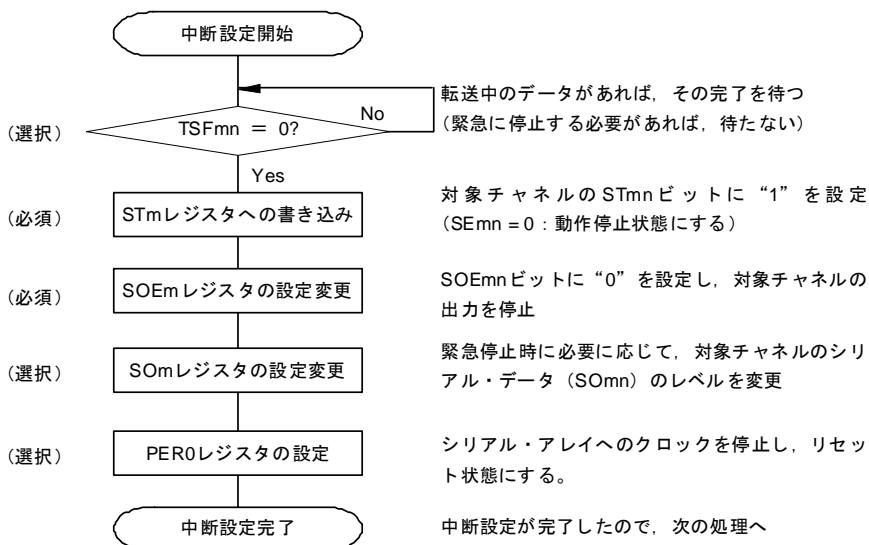 中断設定開始
転送中のデータがあれば，その完了を待つ
（緊急に停止する必要があれば，待たない）
（選択）
TSFmn = 0?
No
Yes
（必須）
STmレジスタへの書き込み
対象チャネルのSTmnビットに“1”を設定
（SEmn = 0：動作停止状態にする）
（必須）
SOEmレジスタの設定変更
SOEmnビットに“0”を設定し，対象チャネルの
出力を停止
（選択）
SOmレジスタの設定変更
緊急停止時に必要に応じて，対象チャネルのシリ
アル・データ（SOmn）のレベルを変更
（選択）
PER0レジスタの設定
シリアル・アレイへのクロックを停止し，リセッ
ト状態にする。
中断設定完了
中断設定が完了したので，次の処理へ